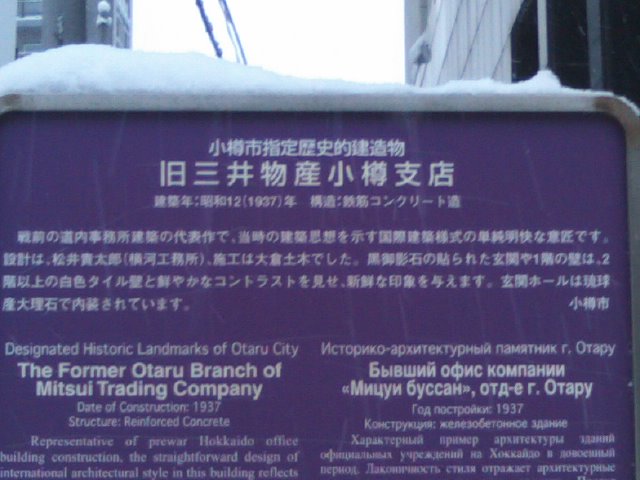 小樽市指定歴史的建造物
旧三井物産小樽支店
建築年：昭和12(1937)年　構造：鉄筋コンクリート造
戦前の道内事務所建築の代表作で、当時の建築思想を示す国際建築様式の単純明快な意匠です。
設計は、松井貴太郎(横河工務所)、施工は大倉土木でした。黒御影石の貼られた玄関や1階の壁は、2
階以上の白色タイル壁と鮮やかなコントラストを見せ、新鮮な印象を与えます。玄関ホールは琉球
産大理石で内装されています。　小樽市
Designated Historic Landmarks of Otaru City
The Former Otaru Branch of
Mitsui Trading Company
Date of Construction: 1937
Structure: Reinforced Concrete
Representative of prewar Hokkaido office
building construction, the straightforward design of
international architectural style in this building reflects
Историко-архитектурный памятник г. Отару
Бывший офис компании
«Мицуи буссан», отд-е г. Отару
Год постройки: 1937
Конструкция: железобетонное здание
Характерный пример архитектуры зданий
официальных учреждений на Хоккайдо в довоенный
период. Лаконичность стиля отражает архитектурные